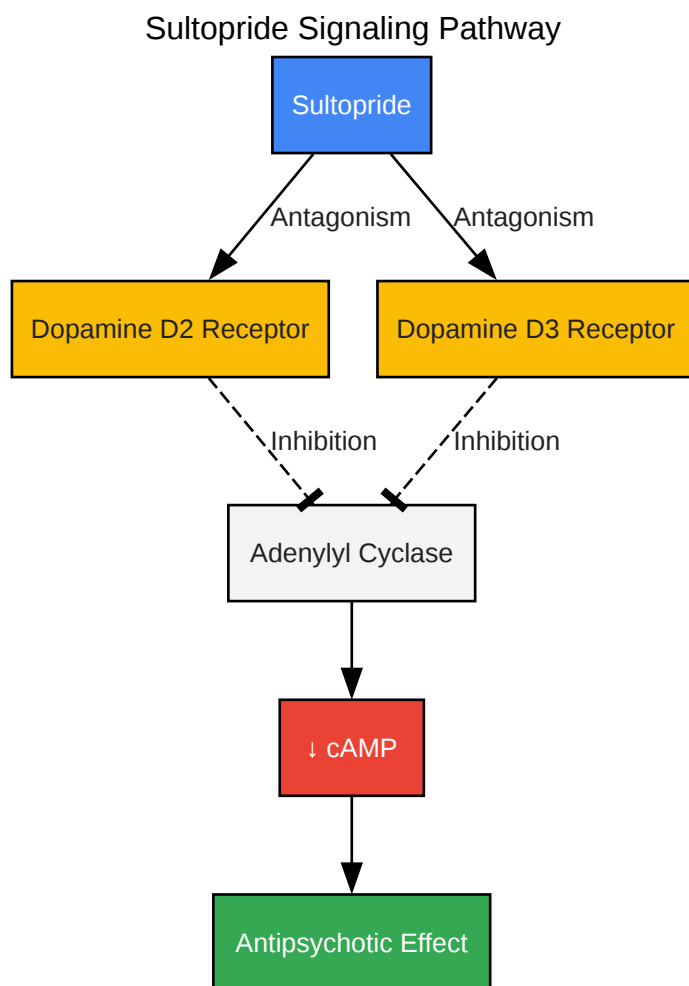 Sultopride Signaling Pathway
Sultopride
Antagonism
Antagonism
Dopamine D2 Receptor
Dopamine D3 Receptor
Inhibition
Inhibition
Adenylyl Cyclase
↓ cAMP
Antipsychotic Effect